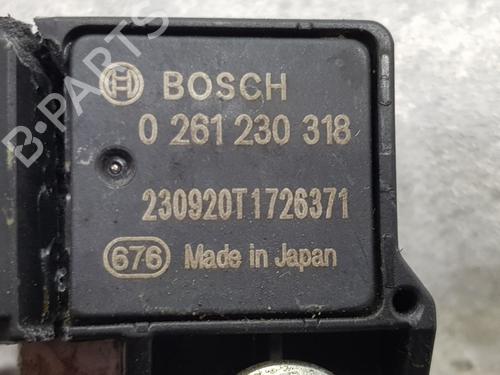 B-PARTS
BOSCH
0 261 230 318
230920T1726371
676 Made in Japan